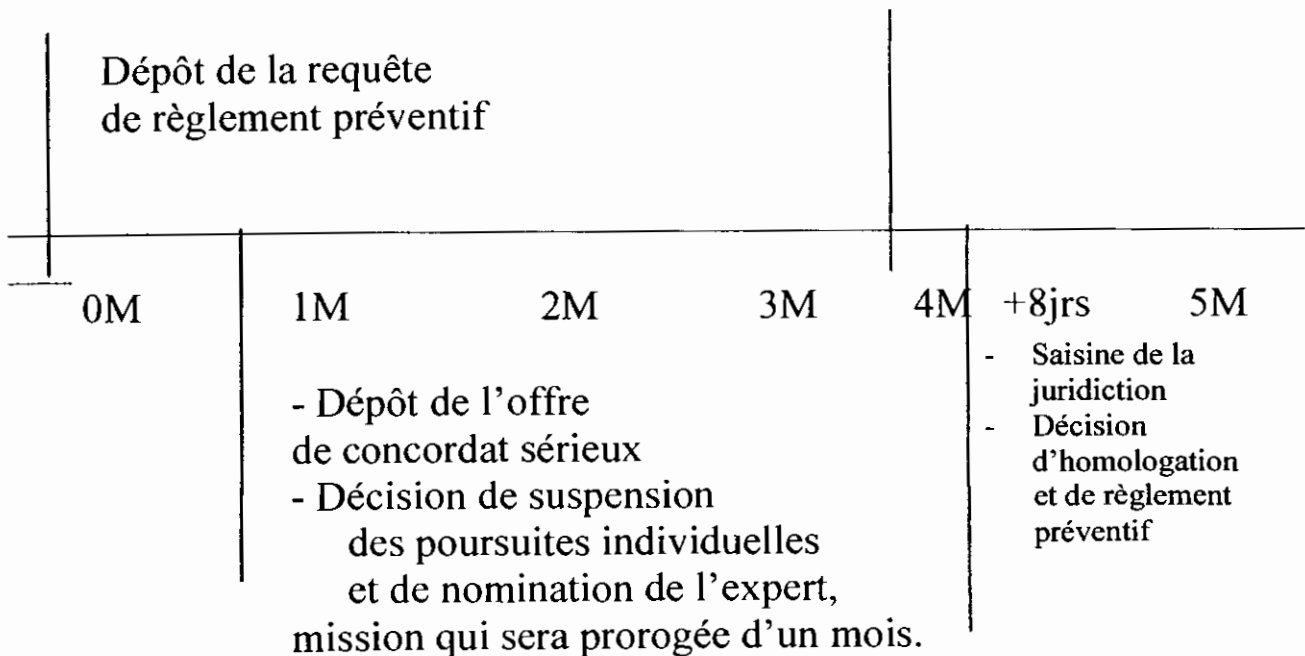 Dépôt de la requête
de règlement préventif
0M 1M 2M 3M 4M +8jrs 5M
- Dépôt de l’offre
de concordat sérieux
- Décision de suspension
des poursuites individuelles
et de nomination de l’expert,
mission qui sera prorogée d’un mois.
- Saisine de la
juridiction
- Décision
d’homologation
et de règlement
préventif